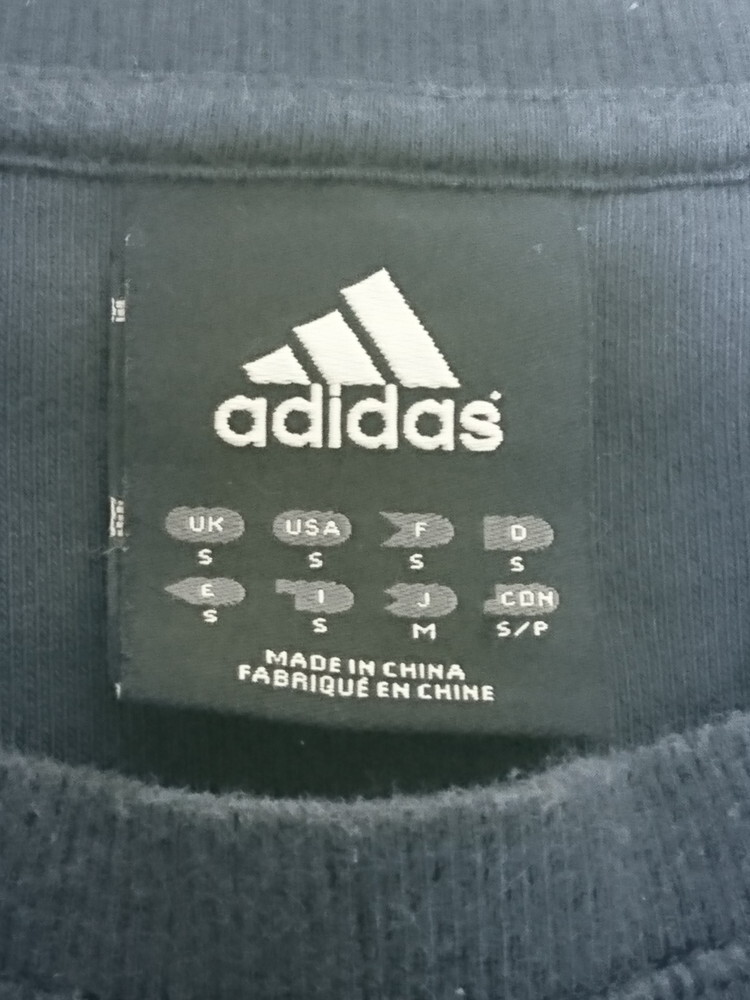 adidas
UK USA F D
S S S S
E I J CDN
S S M S/P
MADE IN CHINA
FABRIQUÉ EN CHINE